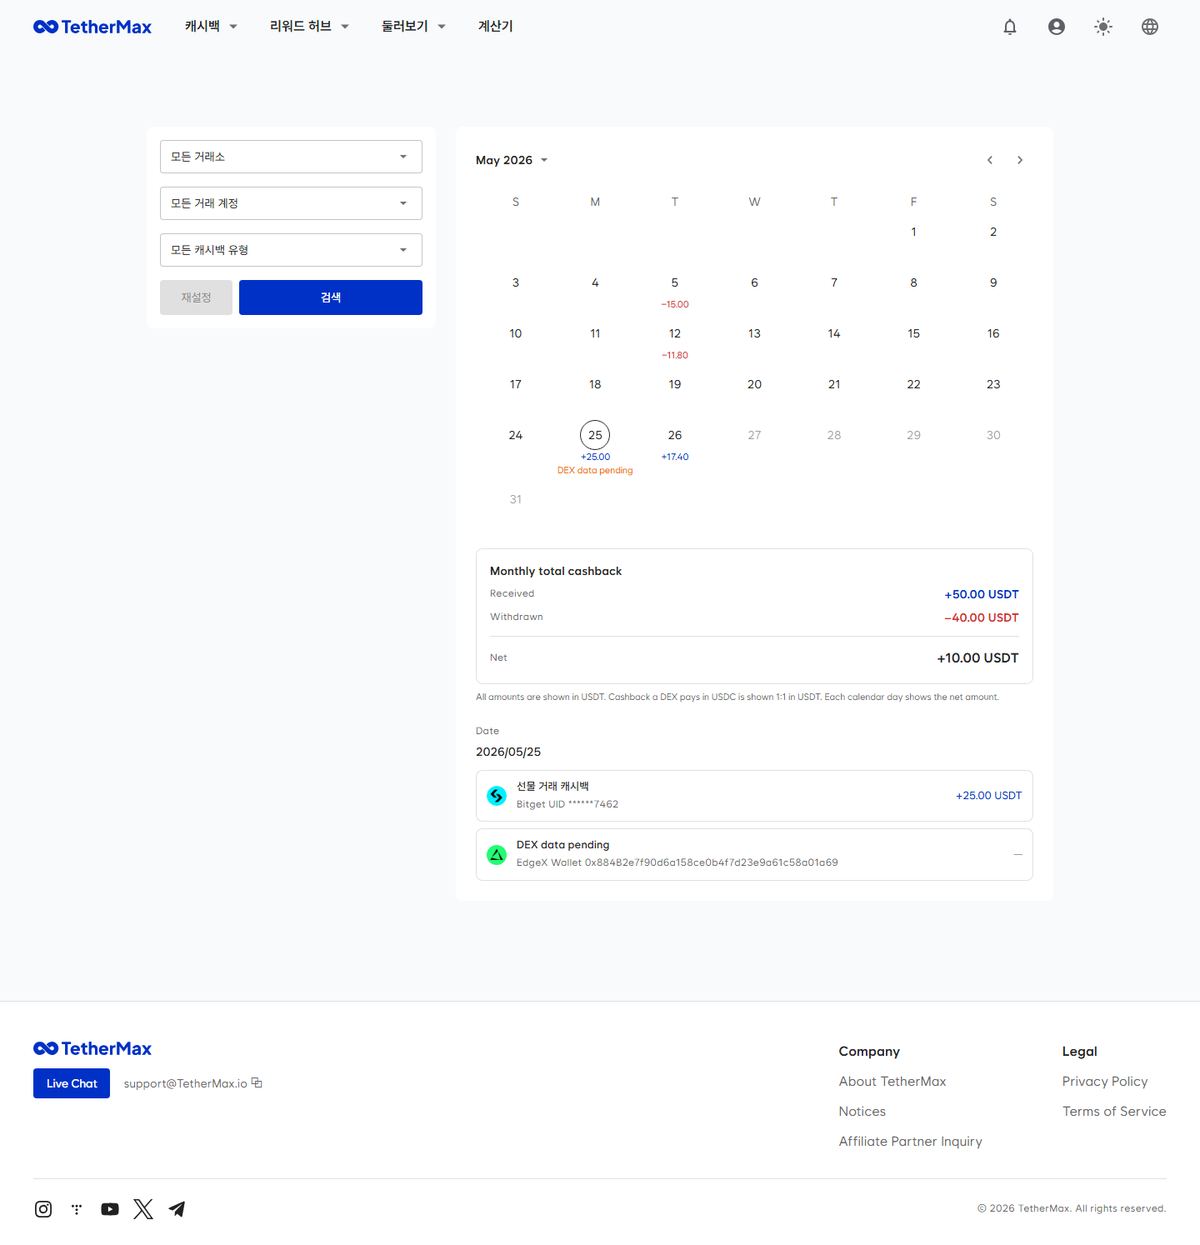 TetherMax
캐시백
리워드 허브
둘러보기
계산기
모든 거래소
모든 거래 계정
모든 캐시백 유형
재설정
검색
May 2026
S M T W T F S
1 2
3 4 5 6 7 8 9
−15.00
10 11 12 13 14 15 16
−11.80
17 18 19 20 21 22 23
24 25 26 27 28 29 30
+25.00 +17.40
DEX data pending
31
Monthly total cashback
Received +50.00 USDT
Withdrawn −40.00 USDT
Net +10.00 USDT
All amounts are shown in USDT. Cashback a DEX pays in USDC is shown 1:1 in USDT. Each calendar day shows the net amount.
Date
2026/05/25
선물 거래 캐시백
Bitget UID ******7462
+25.00 USDT
DEX data pending
EdgeX Wallet 0x884B2e7f90d6a158ce0b4f7d23e9a61c58a01a69
—
TetherMax
Live Chat
support@TetherMax.io
Company
About TetherMax
Notices
Affiliate Partner Inquiry
Legal
Privacy Policy
Terms of Service
© 2026 TetherMax. All rights reserved.